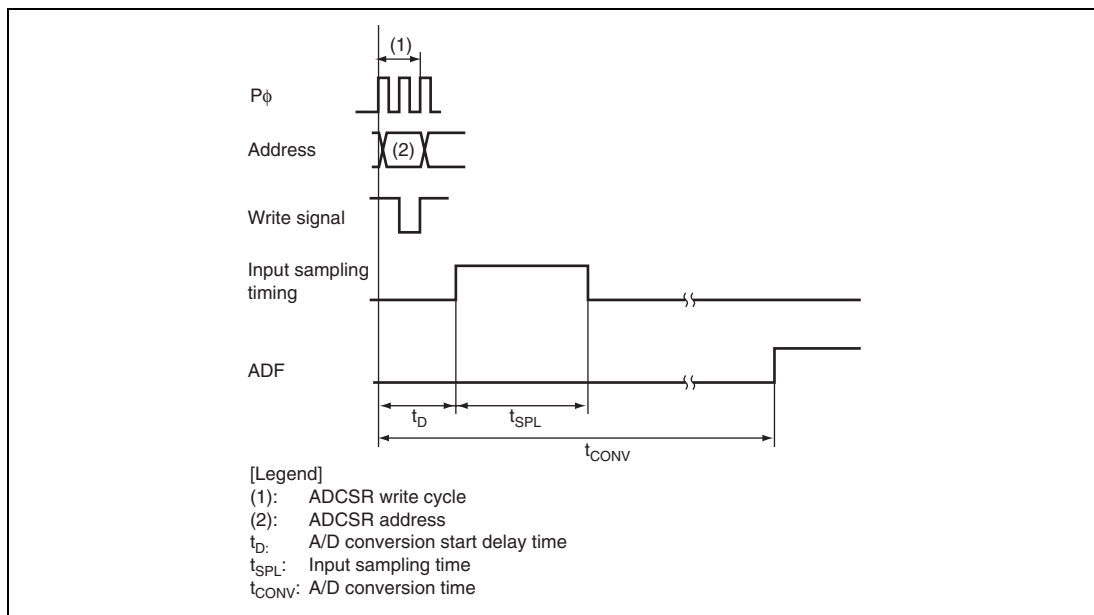 (1)
Pϕ
Address
(2)
Write signal
Input sampling
timing
ADF
tD
tSPL
tCONV
[Legend]
(1): ADCSR write cycle
(2): ADCSR address
tD: A/D conversion start delay time
tSPL: Input sampling time
tCONV: A/D conversion time